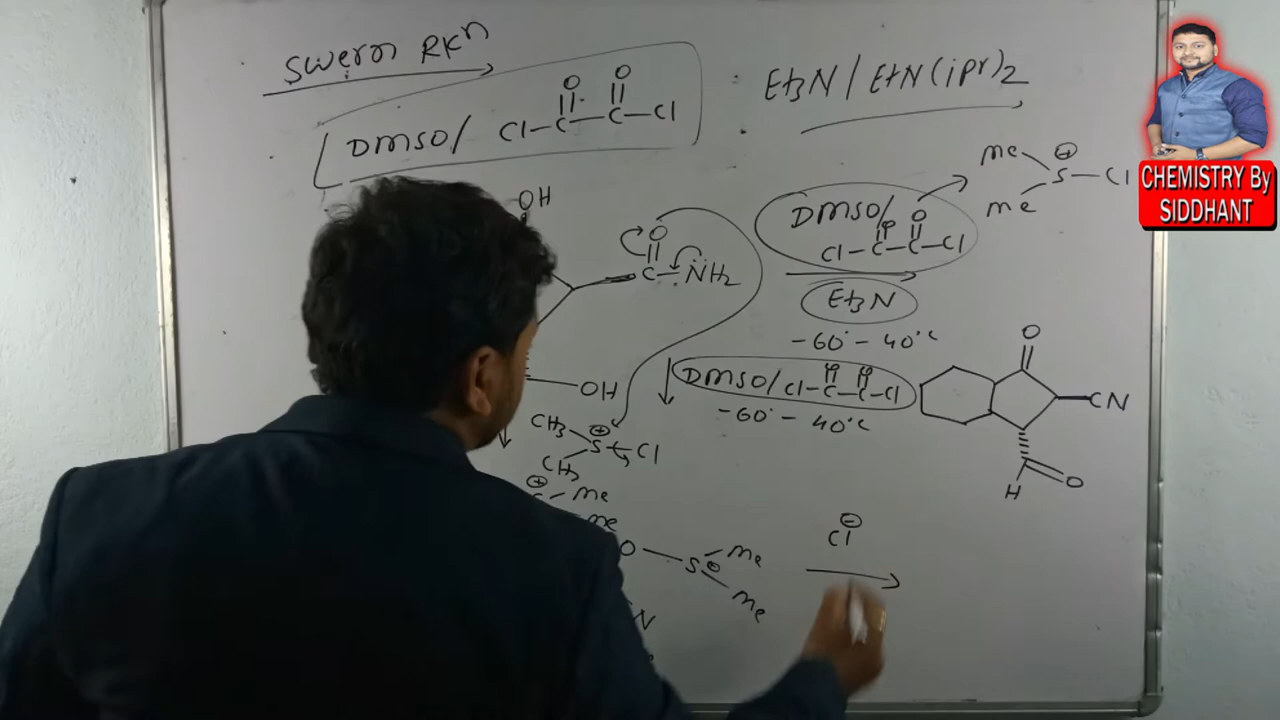 Swern RKn
Et3N / EtN(iPr)2
DMSO/
O O
Cl-C-C-Cl
Me ⊕
S-Cl
Me
CHEMISTRY By
SIDDHANT
OH
O
C-NH2
DMSO/ O
O
Cl-C-C-Cl
Et3N
-60°- 40°C
OH
DMSO/ O O
Cl-C-C-Cl
-60°- 40°C
O
CN
H O
CH3 ⊕
S-Cl
CH3
⊕
S-Me
Me
O S Me
⊕
Me
N
Cl⊖